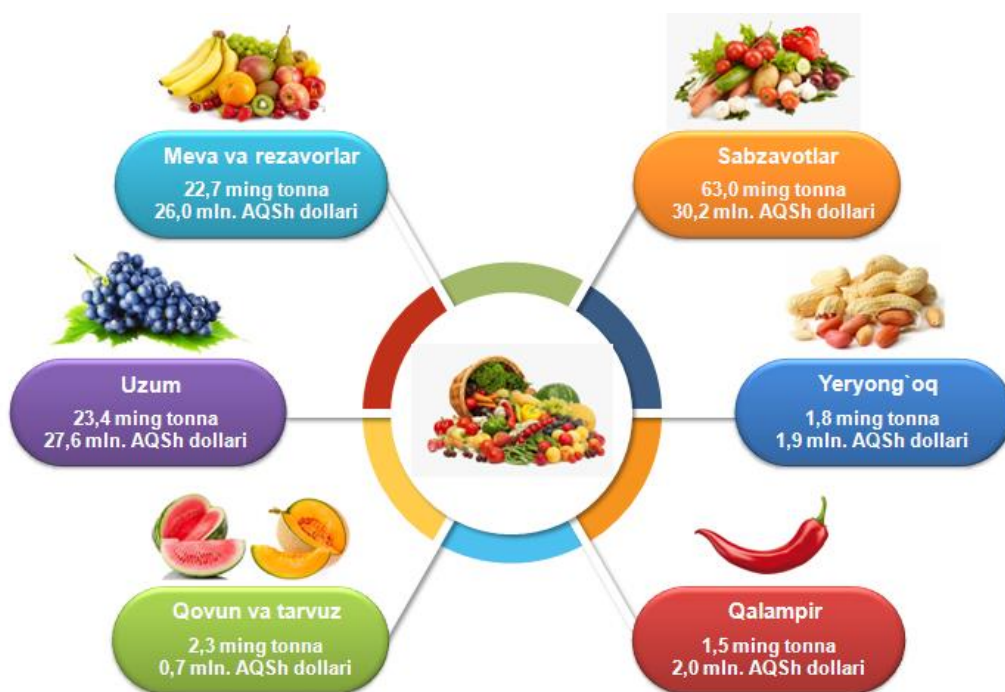 Meva va rezavorlar
22,7 ming tonna
26,0 mln. AQSh dollari
Sabzavotlar
63,0 ming tonna
30,2 mln. AQSh dollari
Uzum
23,4 ming tonna
27,6 mln. AQSh dollari
Yeryong`oq
1,8 ming tonna
1,9 mln. AQSh dollari
Qovun va tarvuz
2,3 ming tonna
0,7 mln. AQSh dollari
Qalampir
1,5 ming tonna
2,0 mln. AQSh dollari